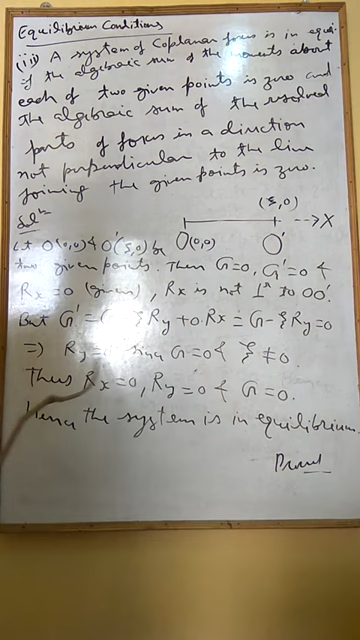 Equilibrium Conditions
(iii) A system of Coplanar forces is in equi-
if the algebraic sum of the moments about
each of two given points is zero and
the algebraic sum of the resolved
parts of forces in a direction
not perpendicular to the line
joining the given points is zero.
Solⁿ
(ξ,0)
O(0,0) O' --->X
Let O(0,0) & O'(ξ,0) be
two given points. Then G=0, G'=0 &
Rx=0 (given), Rx is not ⊥r to OO'.
But G'=G-ξRy+0.Rx=G-ξRy=0
=> Ry=0 since G=0 & ξ≠0.
Thus Rx=0, Ry=0 & G=0.
Hence the system is in equilibrium.
Proved